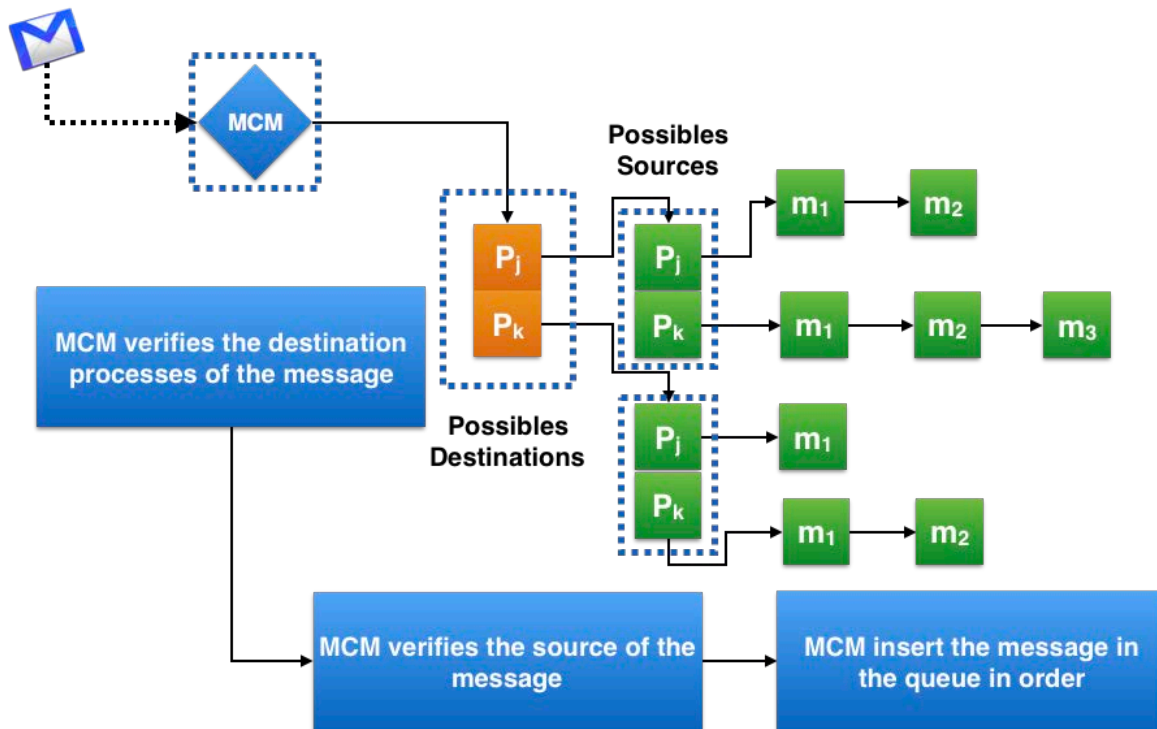 MCM
Possibles
Sources
m₁ m₂
Pⱼ Pⱼ
Pₖ Pₖ m₁ m₂ m₃
MCM verifies the destination
processes of the message
Possibles
Destinations
Pⱼ m₁
Pₖ m₁ m₂
MCM verifies the source of the
message
MCM insert the message in
the queue in order